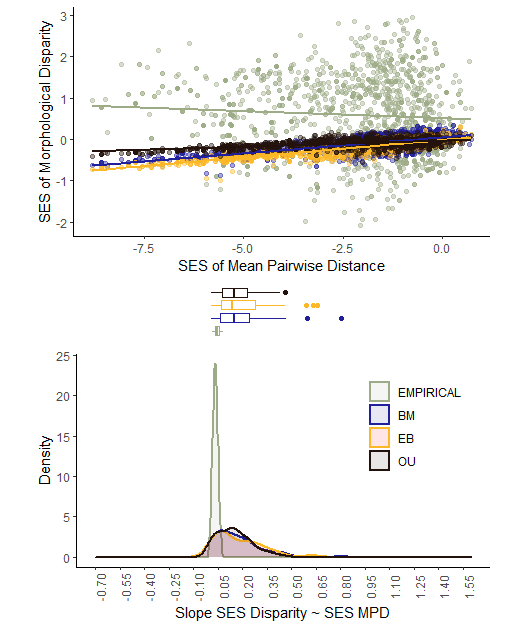 SES of Morphological Disparity
3
2
1
0
-1
-2
-7.5 -5.0 -2.5 0.0
SES of Mean Pairwise Distance
Density
25
20
15
10
5
0
EMPIRICAL
BM
EB
OU
-0.70 -0.55 -0.40 -0.25 -0.10 0.05 0.20 0.35 0.50 0.65 0.80 0.95 1.10 1.25 1.40 1.55
Slope SES Disparity ~ SES MPD